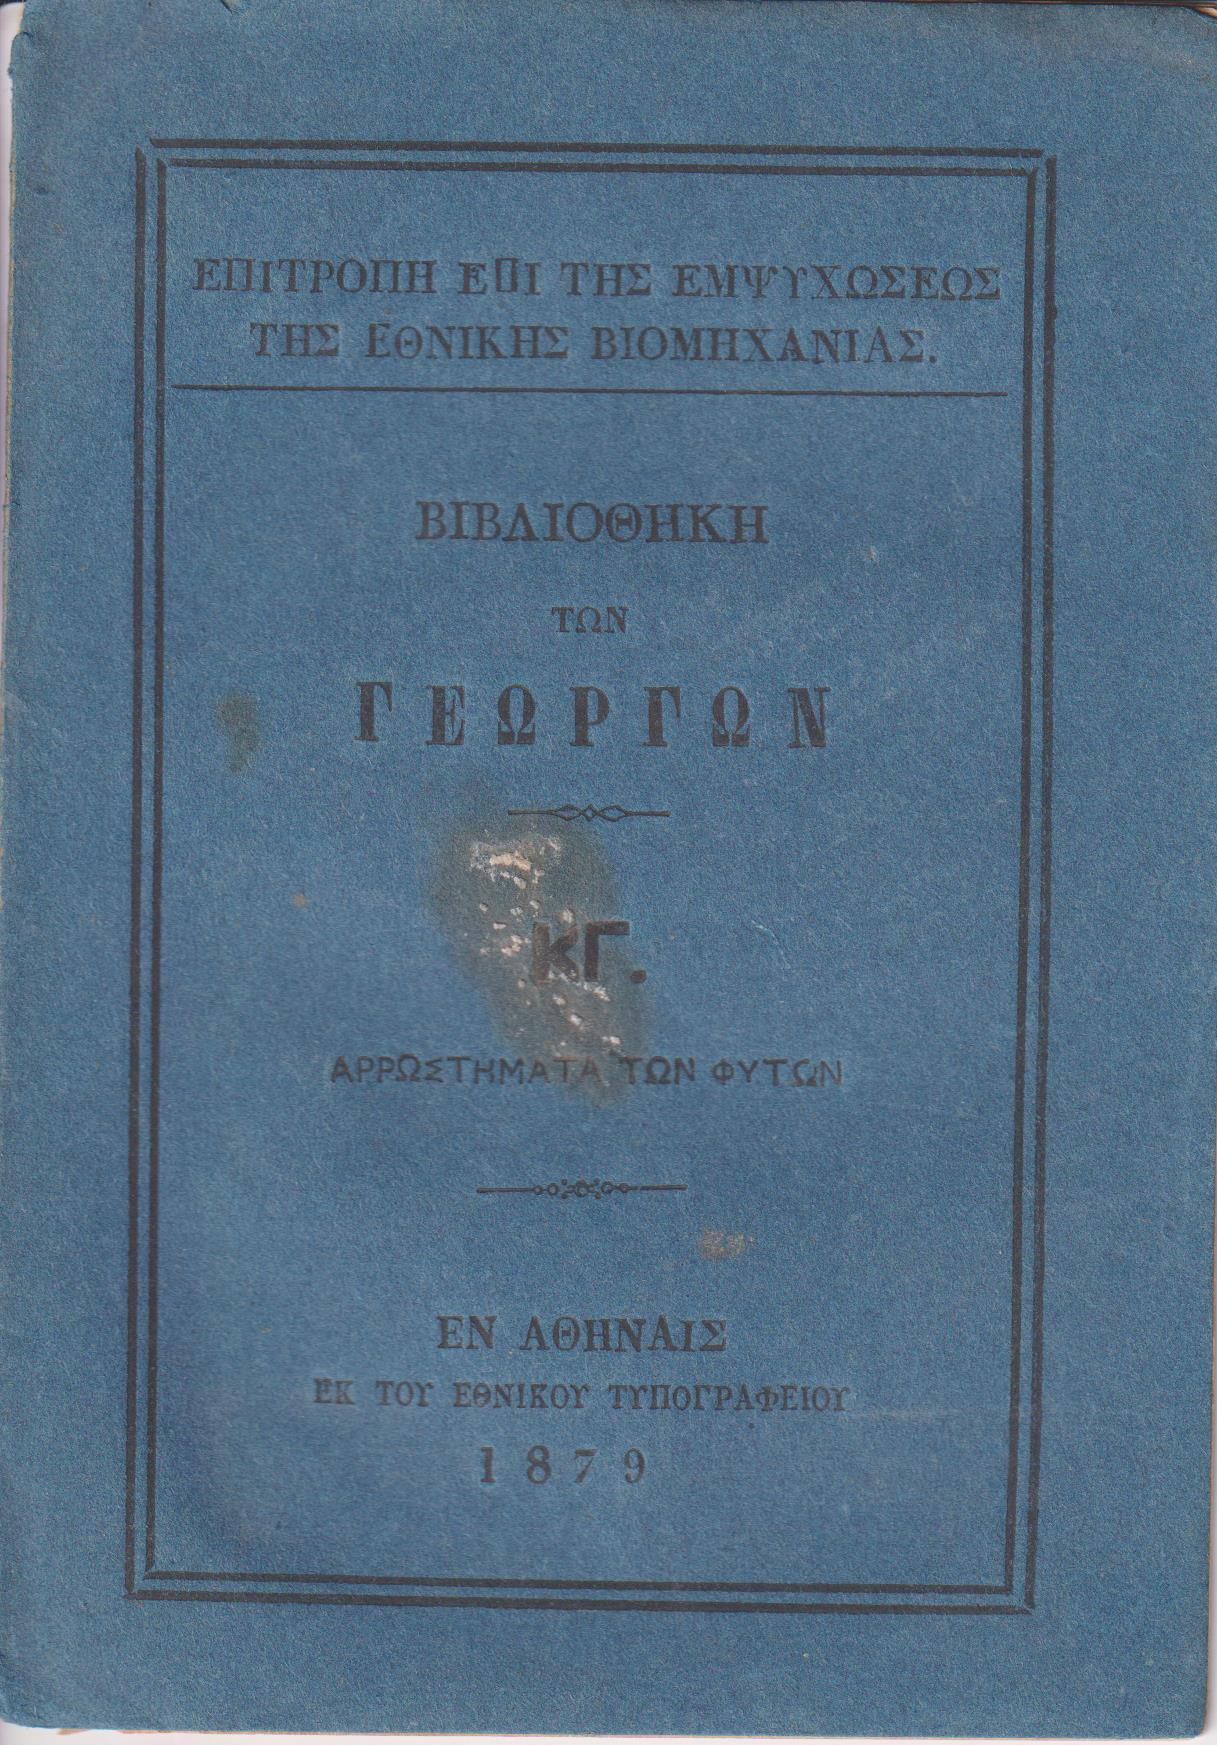 ΕΠΙΤΡΟΠΗ ΕΠΙ ΤΗΣ ΕΜΨΥΧΩΣΕΩΣ
ΤΗΣ ΕΘΝΙΚΗΣ ΒΙΟΜΗΧΑΝΙΑΣ.
ΒΙΒΛΙΟΘΗΚΗ
ΤΩΝ
ΓΕΩΡΓΩΝ
ΚΓ.
ΑΡΡΩΣΤΗΜΑΤΑ ΤΩΝ ΦΥΤΩΝ
ΕΝ ΑΘΗΝΑΙΣ
ΕΚ ΤΟΥ ΕΘΝΙΚΟΥ ΤΥΠΟΓΡΑΦΕΙΟΥ
1879